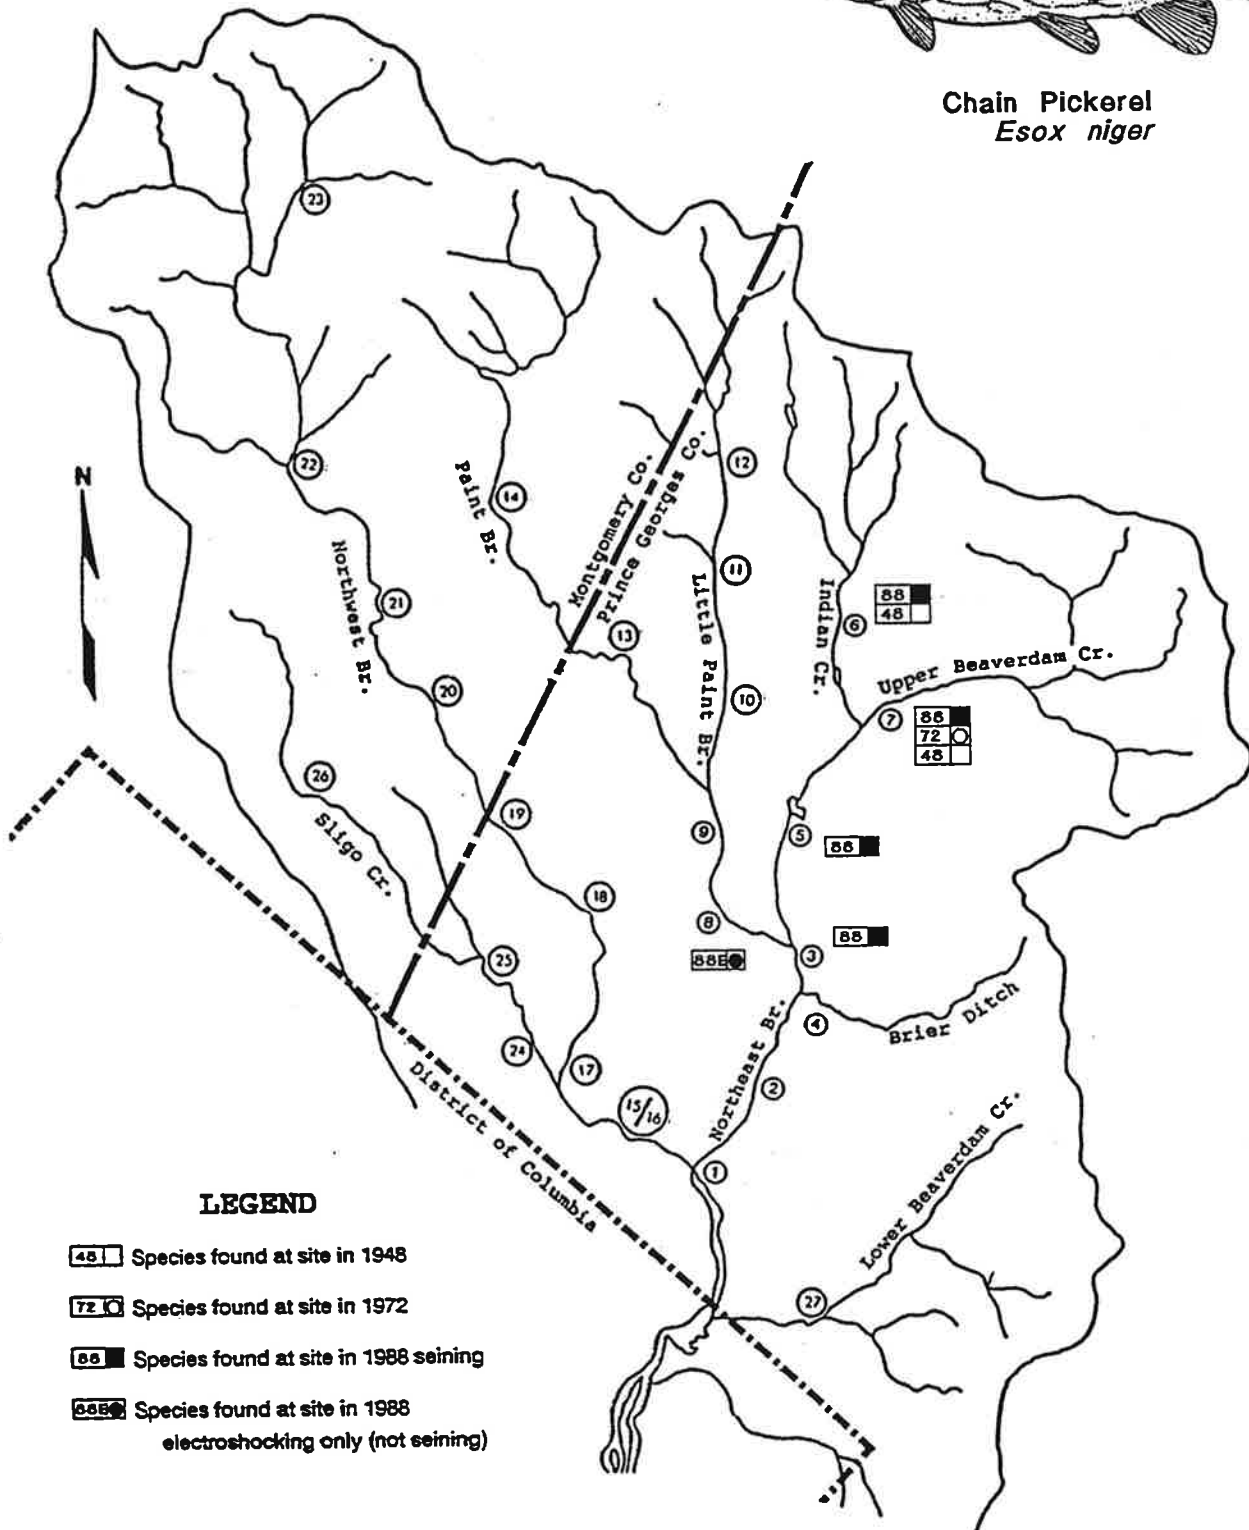 Chain Pickerel
Esox niger
23
N
22
14
Paint Br.
Montgomery Co.
Prince Georges Co.
12
11
Northwest Br.
21
13
Little Paint Br.
Indian Cr.
6
88
48
Upper Beaverdam Cr.
20
10
7
88
72
48
26
Sligo Cr.
19
9
5
88
18
8
88
88E
3
25
4
Brier Ditch
24
17
Northeast Br.
2
District of Columbia
15/16
1
Lower Beaverdam Cr.
27
LEGEND
48 Species found at site in 1948
72 Species found at site in 1972
88 Species found at site in 1988 seining
88E Species found at site in 1988
electroshocking only (not seining)